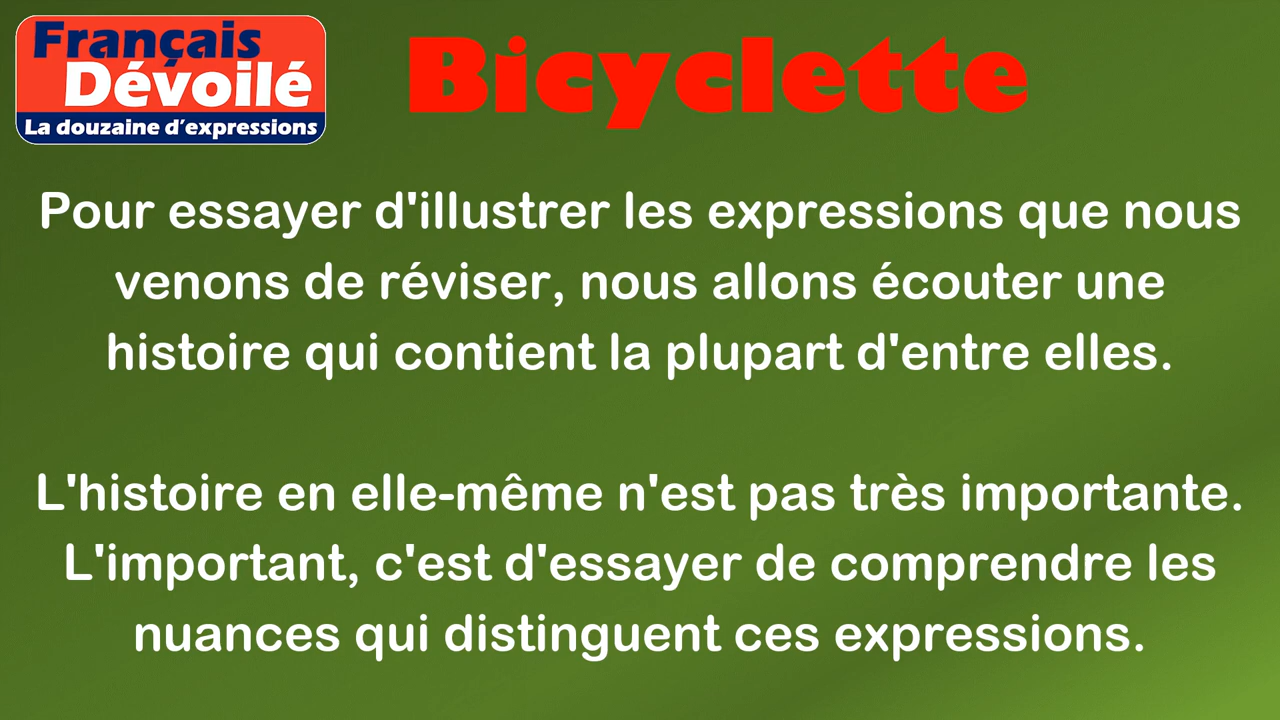 Français
Dévoilé
La douzaine d'expressions
Bicyclette
Pour essayer d'illustrer les expressions que nous
venons de réviser, nous allons écouter une
histoire qui contient la plupart d'entre elles.
L'histoire en elle-même n'est pas très importante.
L'important, c'est d'essayer de comprendre les
nuances qui distinguent ces expressions.